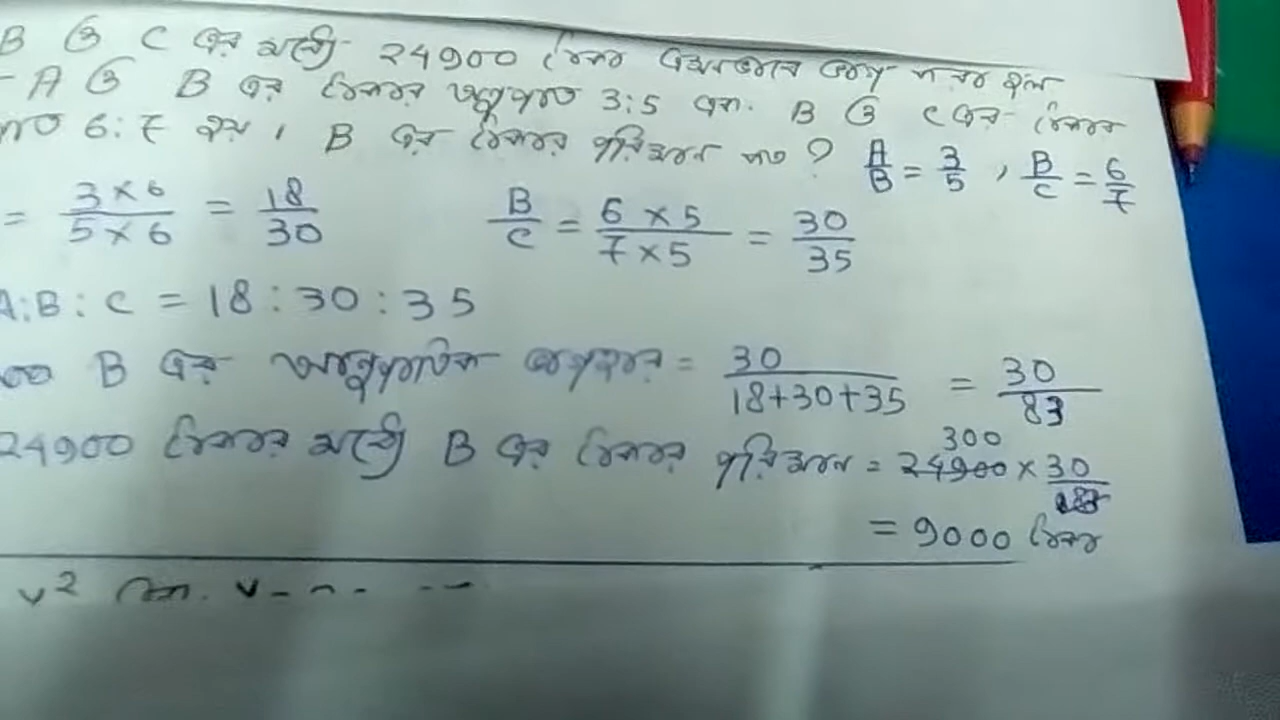 B ও C এর মধ্যে 24900 টাকা এমনভাবে ভাগ করা হল
A ও B এর টাকার অনুপাত 3:5 এবং B ও C এর টাকার
পাত 6:7 হয়। B এর টাকার পরিমান কত? A/B = 3/5 , B/C = 6/7
= 3×6/5×6 = 18/30 B/C = 6×5/7×5 = 30/35
A:B:C = 18:30:35
B এর আনুপাতিক ভাগহার = 30/18+30+35 = 30/83
24900 টাকার মধ্যে B এর টাকার পরিমান = 24900 × 30/83
300
= 9000 টাকা